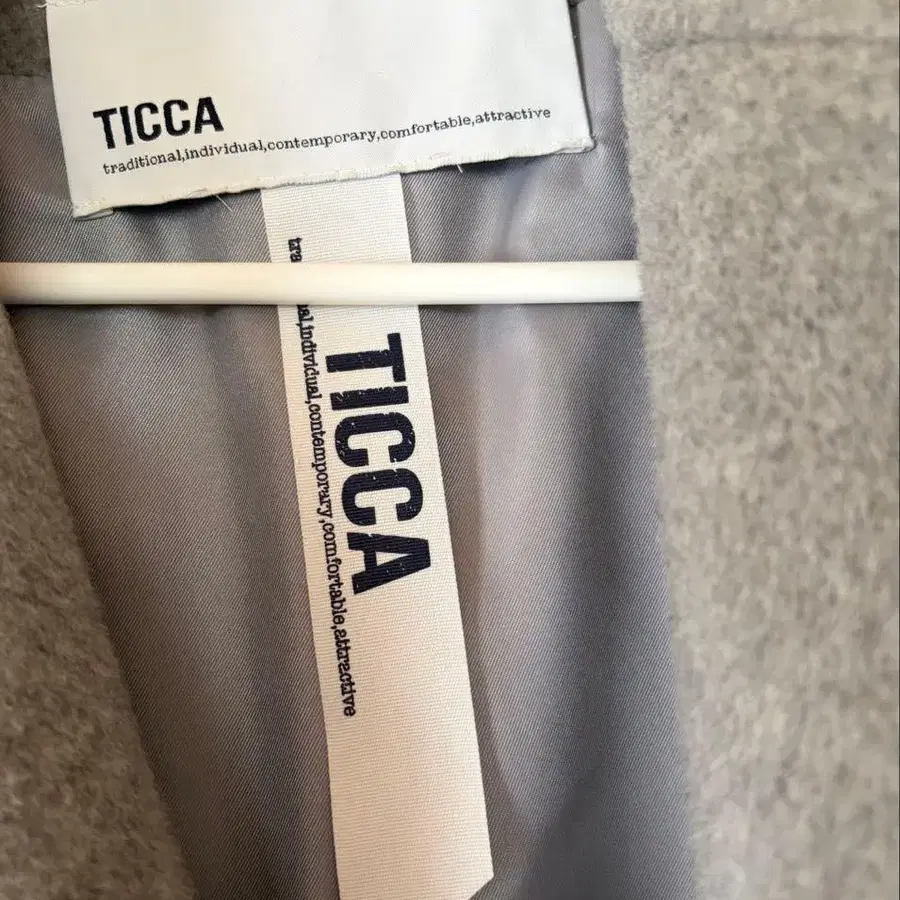 TICCA
traditional,individual,contemporary,comfortable,attractive
TICCA
al,individual,contemporary,comfortable,attractive